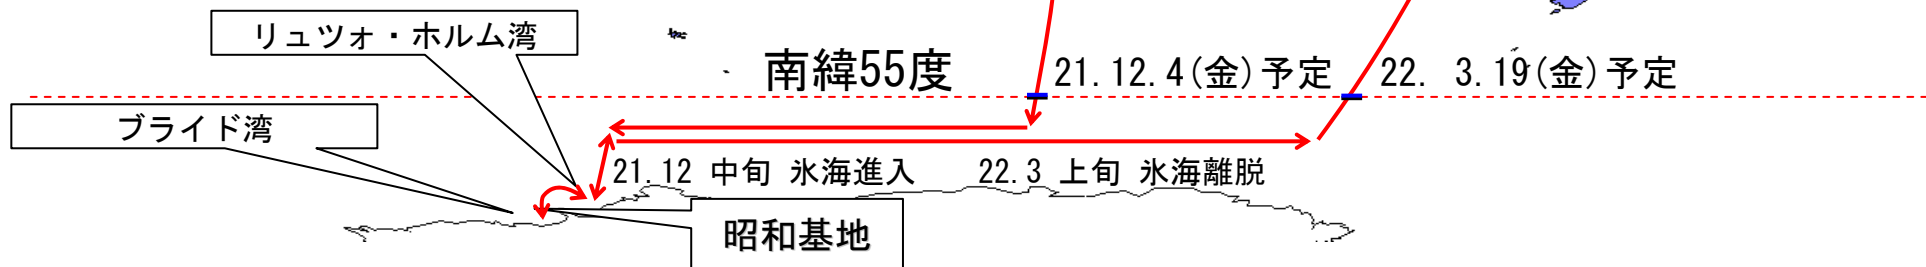 リュツォ・ホルム湾
南緯55度
21.12.4(金)予定
22. 3.19(金)予定
ブライド湾
21.12 中旬 氷海進入
22.3 上旬 氷海離脱
昭和基地